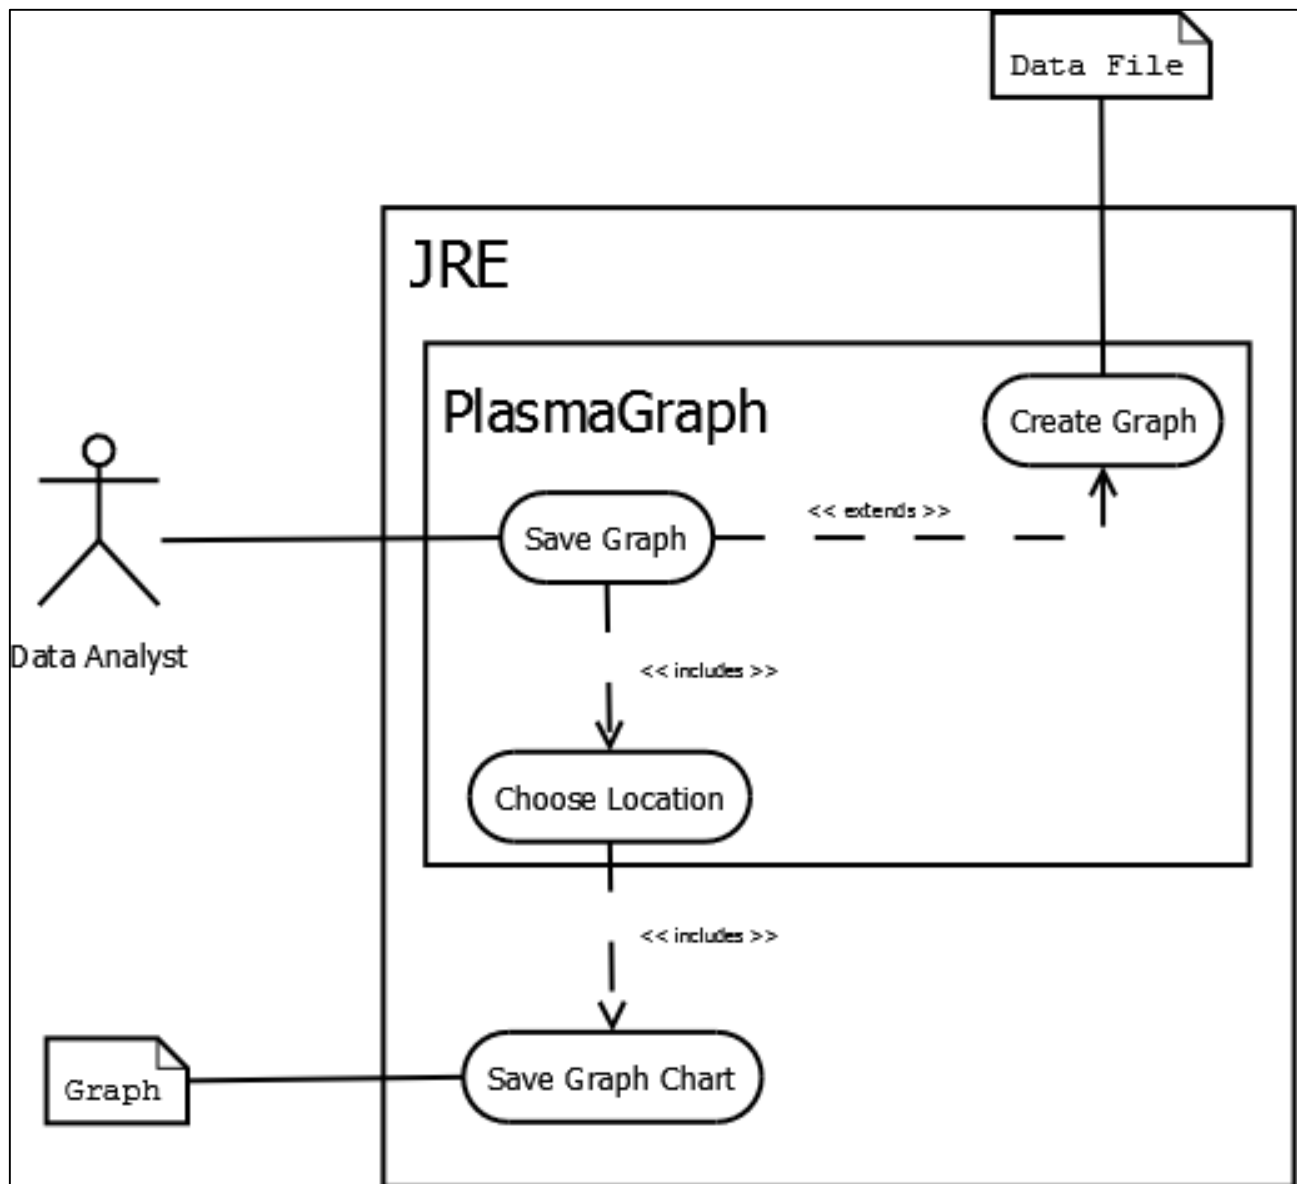 Data File
JRE
PlasmaGraph
Create Graph
<< extends >>
Save Graph
Data Analyst
<< includes >>
Choose Location
<< includes >>
Save Graph Chart
Graph